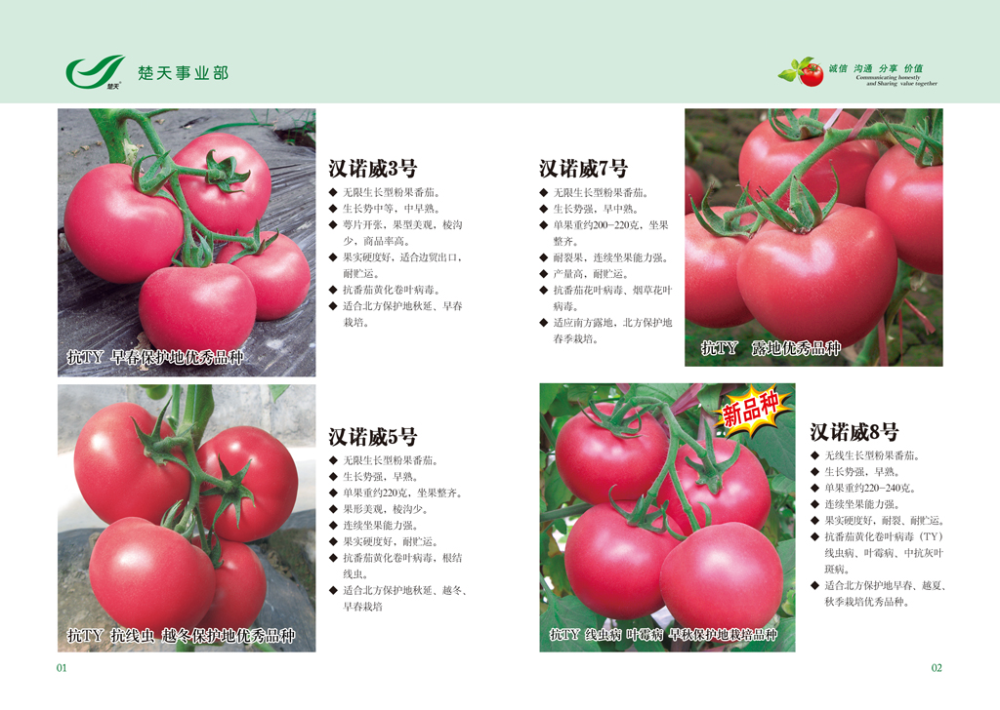 楚天
楚天事业部
诚信 沟通 分享 价值
Communicating honestly
and Sharing value together
汉诺威3号
◆ 无限生长型粉果番茄。
◆ 生长势中等，中早熟。
◆ 萼片开张，果型美观，棱沟
少，商品率高。
◆ 果实硬度好，适合边贸出口，
耐贮运。
◆ 抗番茄黄化卷叶病毒。
◆ 适合北方保护地秋延、早春
栽培。
抗TY 早春保护地优秀品种
汉诺威5号
◆ 无限生长型粉果番茄。
◆ 生长势强，早熟。
◆ 单果重约220克，坐果整齐。
◆ 果形美观，棱沟少。
◆ 连续坐果能力强。
◆ 果实硬度好，耐贮运。
◆ 抗番茄黄化卷叶病毒，根结
线虫。
◆ 适合北方保护地秋延、越冬、
早春栽培
抗TY 抗线虫 越冬保护地优秀品种
01
汉诺威7号
◆ 无限生长型粉果番茄。
◆ 生长势强，早中熟。
◆ 单果重约200-220克，坐果
整齐。
◆ 耐裂果，连续坐果能力强。
◆ 产量高，耐贮运。
◆ 抗番茄花叶病毒、烟草花叶
病毒。
◆ 适应南方露地，北方保护地
春季栽培。
抗TY 露地优秀品种
新品种
汉诺威8号
◆ 无线生长型粉果番茄。
◆ 生长势强，早熟。
◆ 单果重约220-240克。
◆ 连续坐果能力强。
◆ 果实硬度好，耐裂、耐贮运。
◆ 抗番茄黄化卷叶病毒（TY）
线虫病、叶霉病、中抗灰叶
斑病。
◆ 适合北方保护地早春、越夏、
秋季栽培优秀品种。
抗TY 线虫病 叶霉病 早秋保护地栽培品种
02